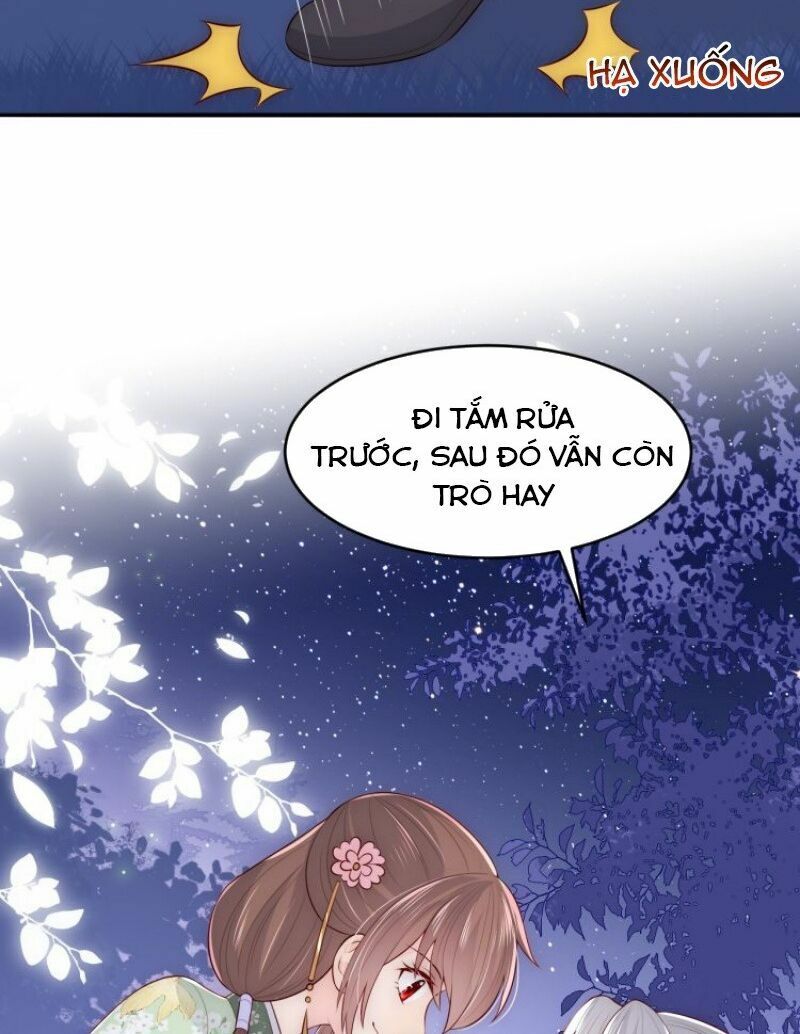 HẠ XUỐNG
ĐI TẮM RỬA
TRƯỚC, SAU ĐÓ VẪN CÒN
TRÒ HAY